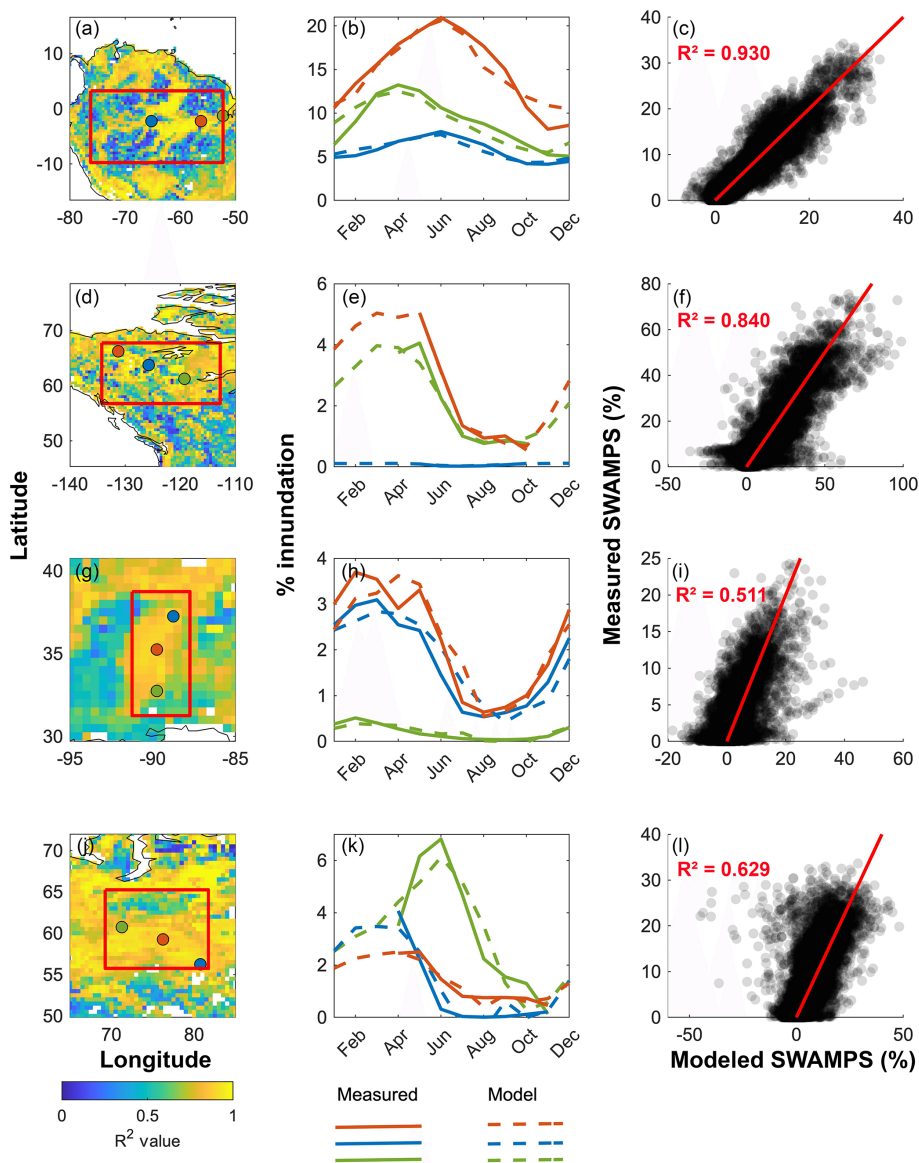 (a)
10
0
-10
-80 -70 -60 -50
(b)
20
15
10
5
0
Feb Apr Jun Aug Oct Dec
(c)
R² = 0.930
40
30
20
10
0
0 20 40
(d)
70
60
50
-140 -130 -120 -110
(e)
6
4
2
0
Feb Apr Jun Aug Oct Dec
(f)
R² = 0.840
80
60
40
20
0
-50 0 50 100
Latitude
% innundation
Measured SWAMPS (%)
(g)
40
35
30
-95 -90 -85
(h)
4
3
2
1
0
Feb Apr Jun Aug Oct Dec
(i)
R² = 0.511
25
20
15
10
5
0
-20 0 20 40 60
(j)
70
65
60
55
50
70 80
Longitude
(k)
6
4
2
0
Feb Apr Jun Aug Oct Dec
(l)
R² = 0.629
40
30
20
10
0
-50 0 50
Modeled SWAMPS (%)
0 0.5 1
R² value
Measured Model